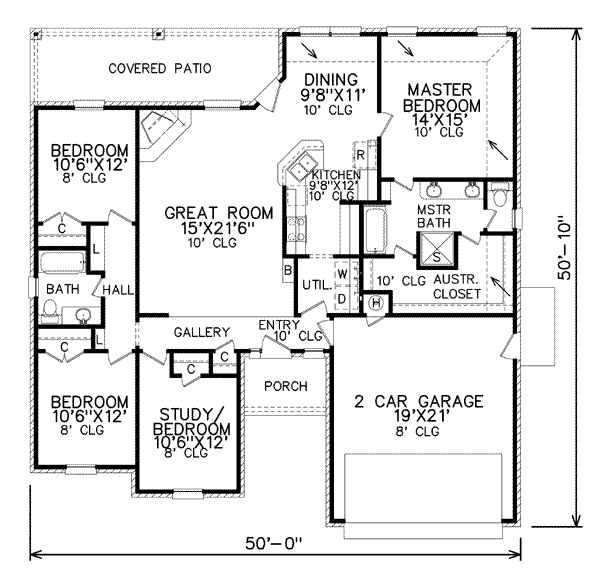 COVERED PATIO
DINING
9'8"X11'
10' CLG
MASTER
BEDROOM
14'X15'
10' CLG
BEDROOM
10'6"X12'
8' CLG
R
KITCHEN
9'8"X12'
10' CLG
GREAT ROOM
15'X21'6"
10' CLG
MSTR
BATH
C
L
S
50'-10"
BATH
HALL
B
UTIL.
W
D
10' CLG
AUSTR.
CLOSET
H
GALLERY
ENTRY
10' CLG
L
C
C
C
PORCH
BEDROOM
10'6"X12'
8' CLG
STUDY/
BEDROOM
10'6"X12'
8' CLG
2 CAR GARAGE
19'X21'
8' CLG
50'-0"